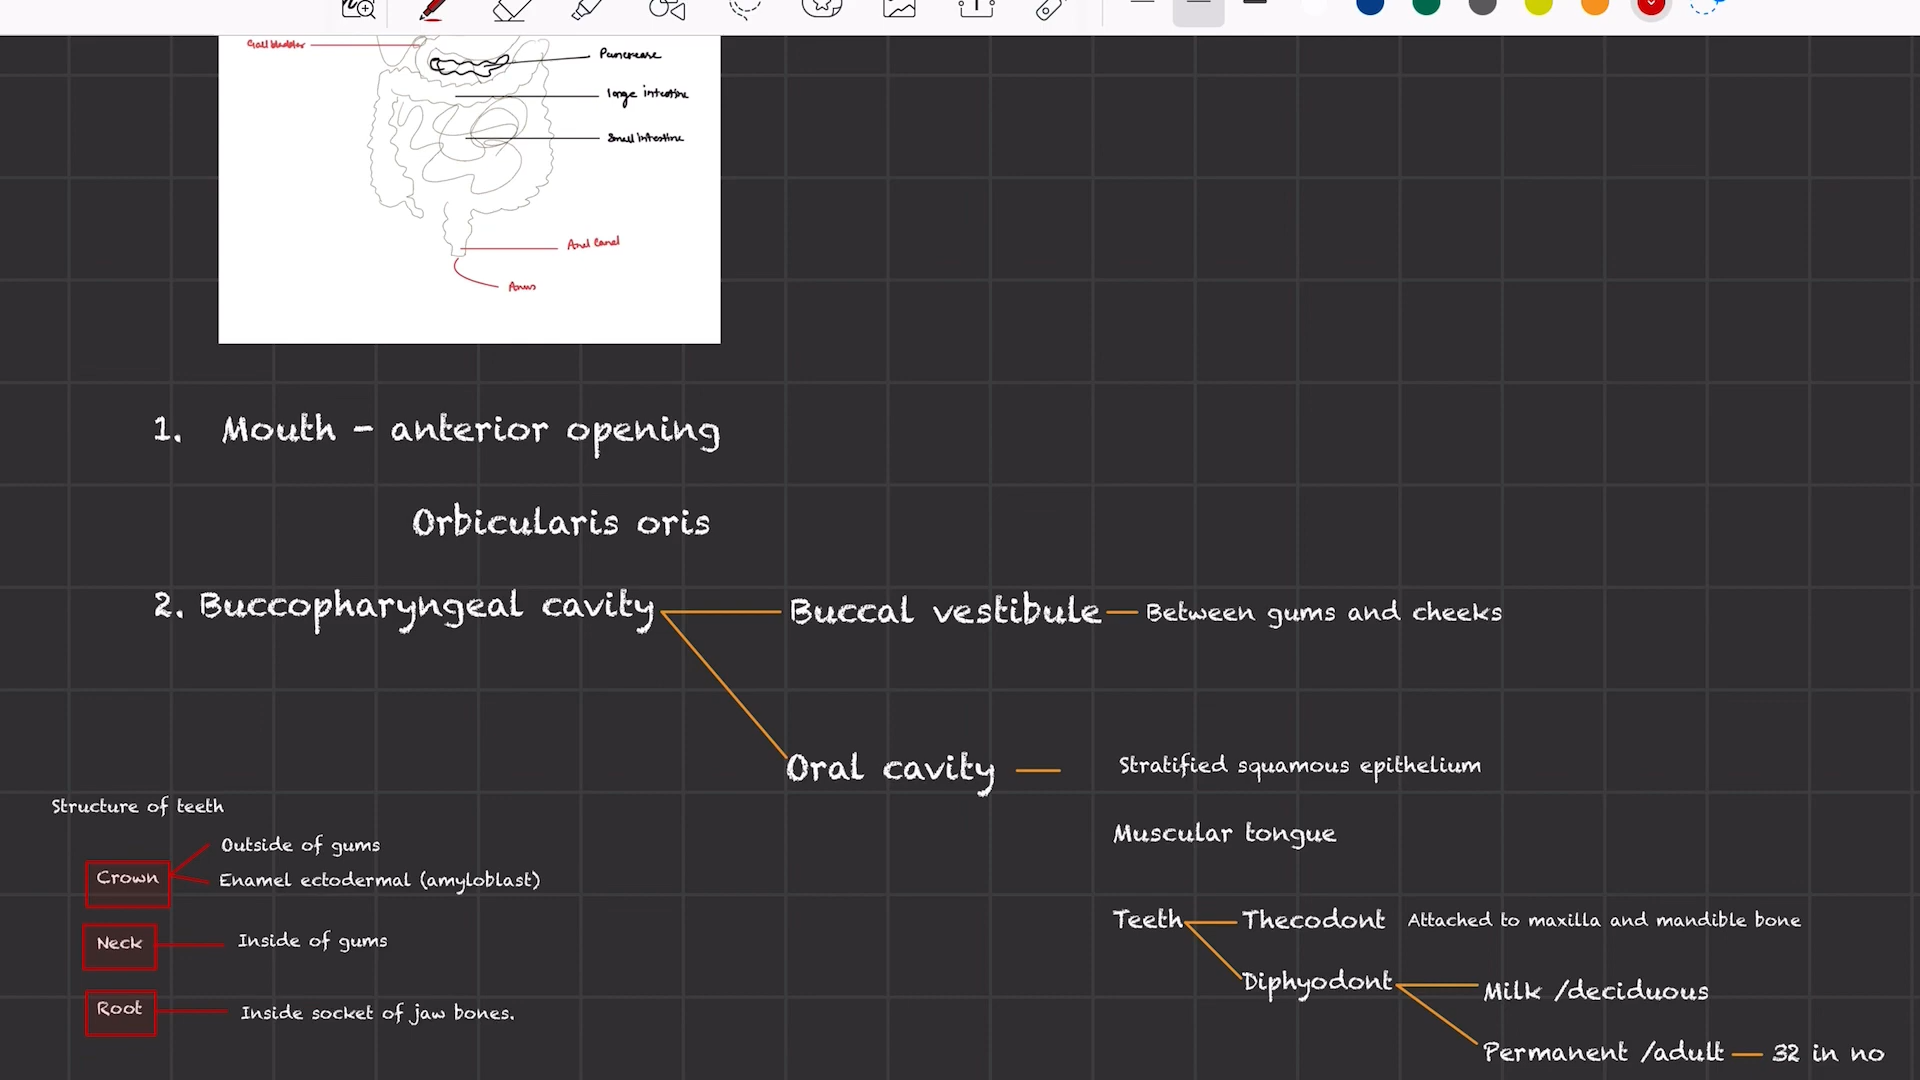 Gall bladder
Pancrease
large intestine
Small intestine
Anal Canal
Anus
1. Mouth - anterior opening
Orbicularis oris
2. Buccopharyngeal cavity
Buccal vestibule
Between gums and cheeks
Oral cavity
Stratified squamous epithelium
Muscular tongue
Teeth
Thecodont
Attached to maxilla and mandible bone
Diphyodont
Milk /deciduous
Permanent /adult
32 in no
Structure of teeth
Crown
Outside of gums
Enamel ectodermal (amyloblast)
Neck
Inside of gums
Root
Inside socket of jaw bones.